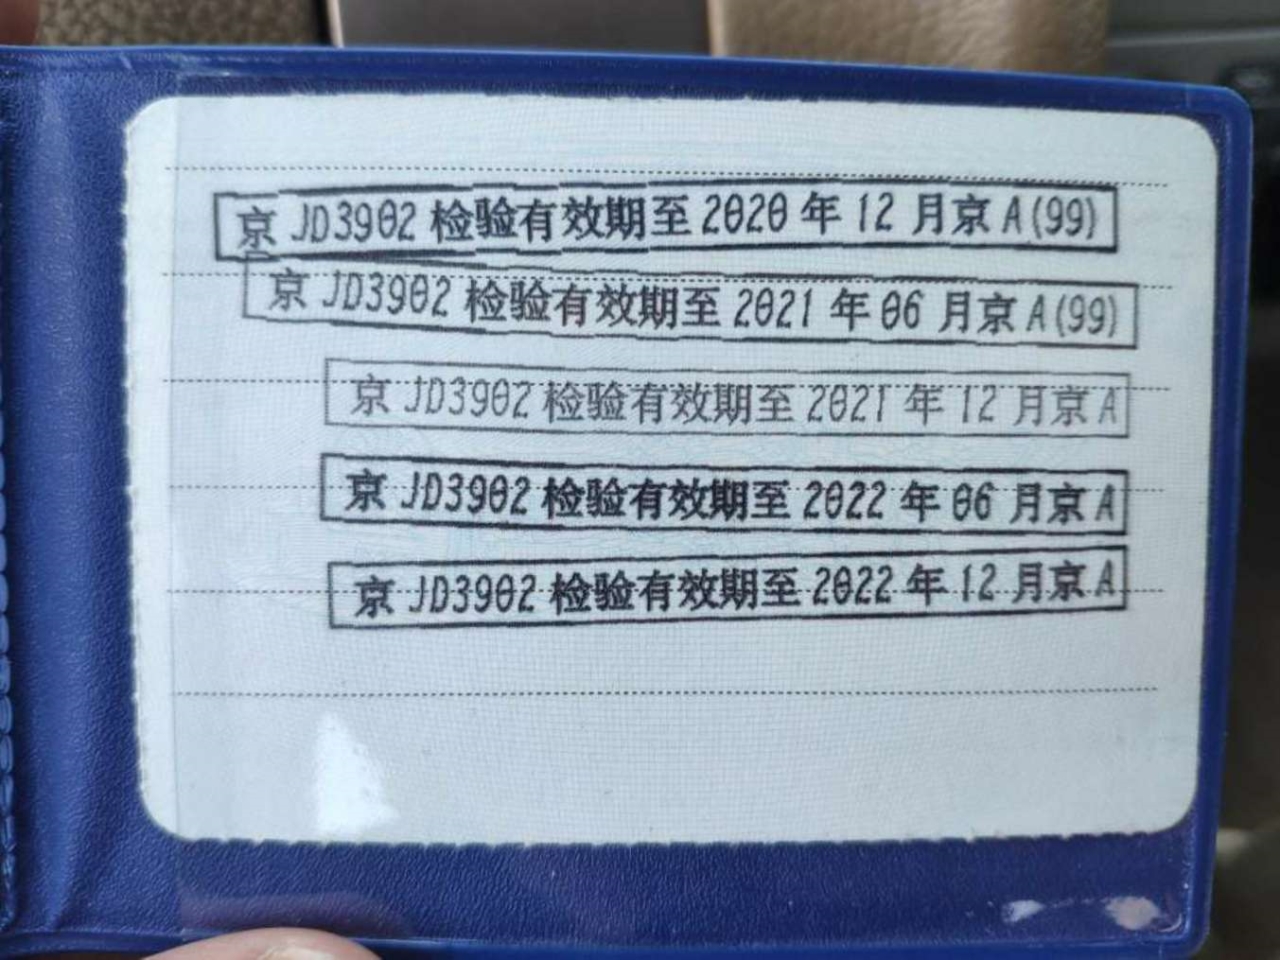 京 JD3902 检验有效期至 2020 年 12 月京 A(99)
京 JD3902 检验有效期至 2021 年 06 月京 A(99)
京 JD3902 检验有效期至 2021 年 12 月京 A
京 JD3902 检验有效期至 2022 年 06 月京 A
京 JD3902 检验有效期至 2022 年 12 月京 A